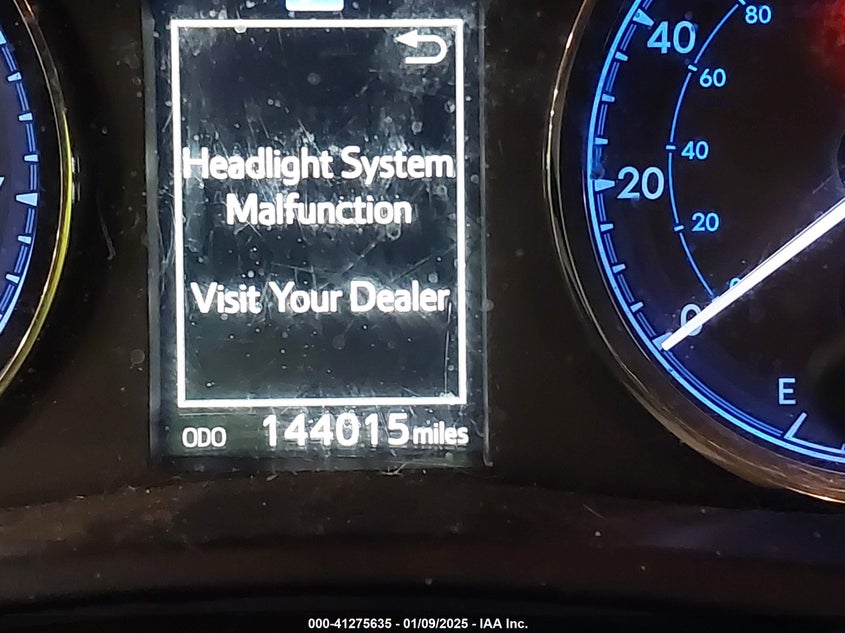 Headlight System
Malfunction
Visit Your Dealer
ODO 144015 miles
40
20
0
80
60
40
20
E
000-41275635 - 01/09/2025 - IAA Inc.